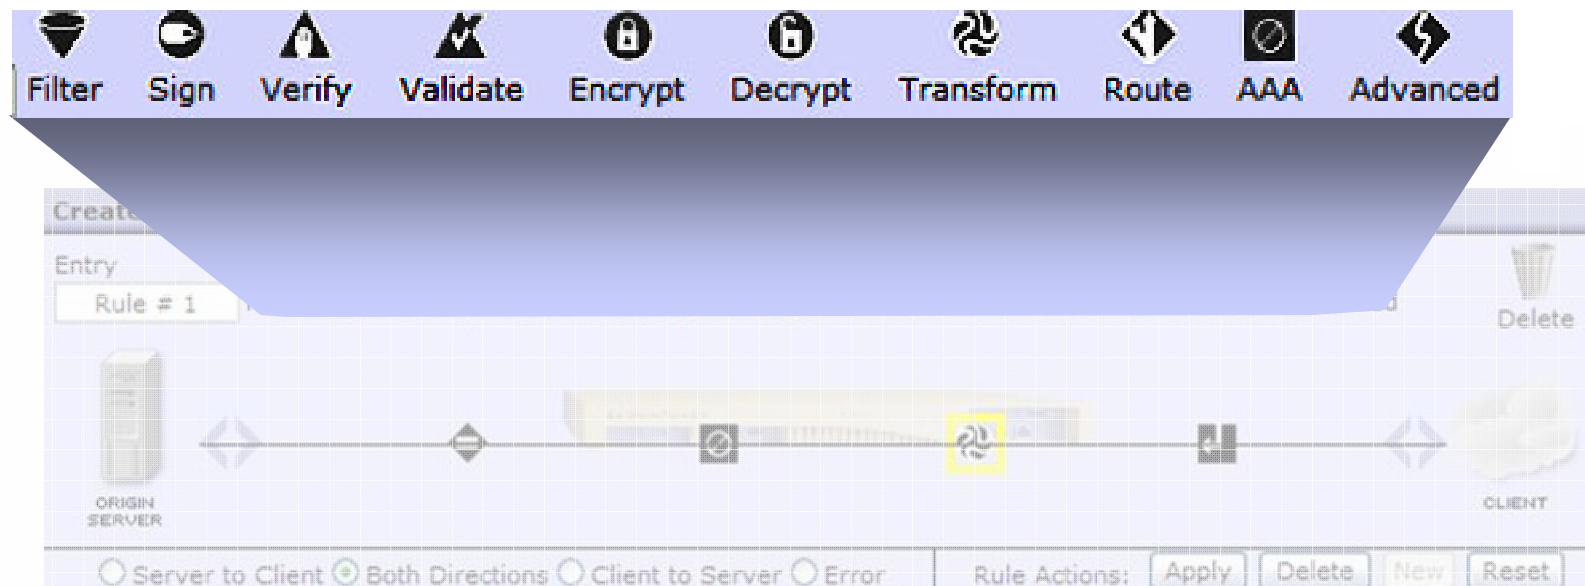 Filter Sign Verify Validate Encrypt Decrypt Transform Route AAA Advanced
Create
Entry
Rule # 1
Delete
ORIGIN
SERVER
CLIENT
Server to Client Both Directions Client to Server Error Rule Actions: Apply Delete New Reset